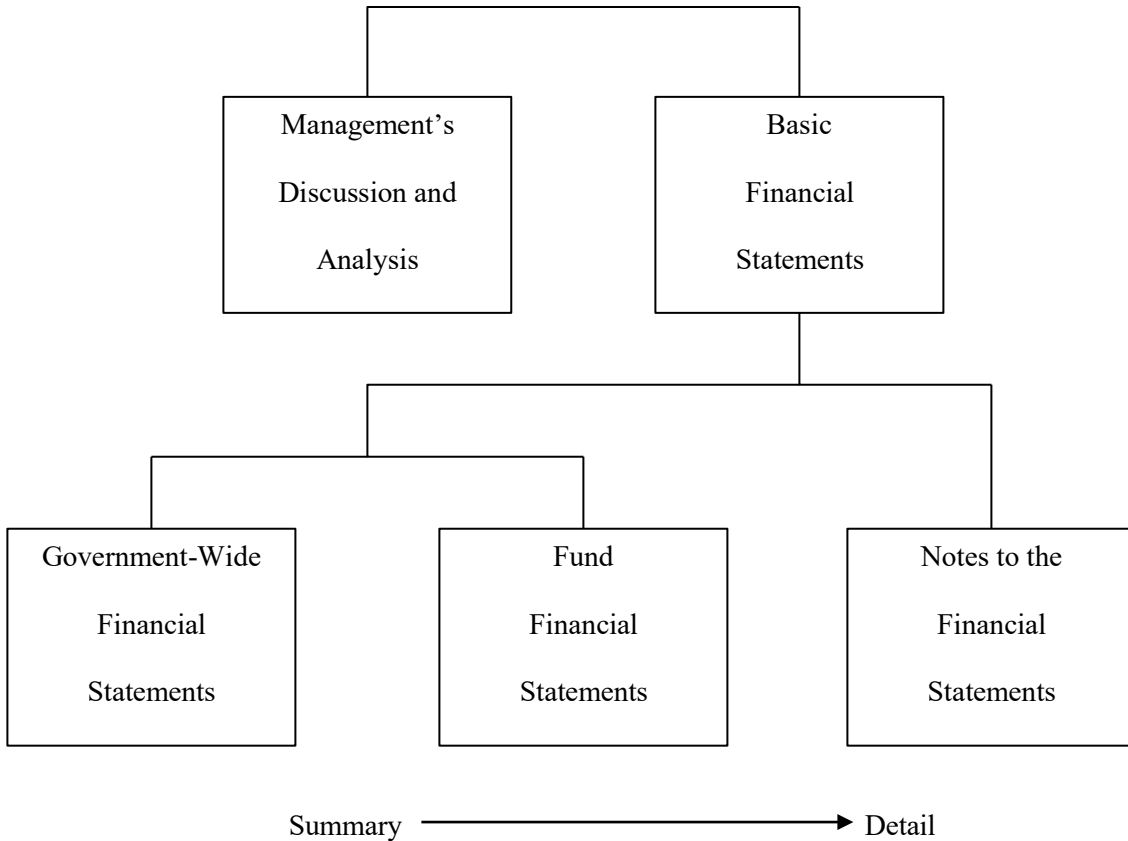 Management’s
Discussion and
Analysis
Basic
Financial
Statements
Government-Wide
Financial
Statements
Fund
Financial
Statements
Notes to the
Financial
Statements
Summary
Detail